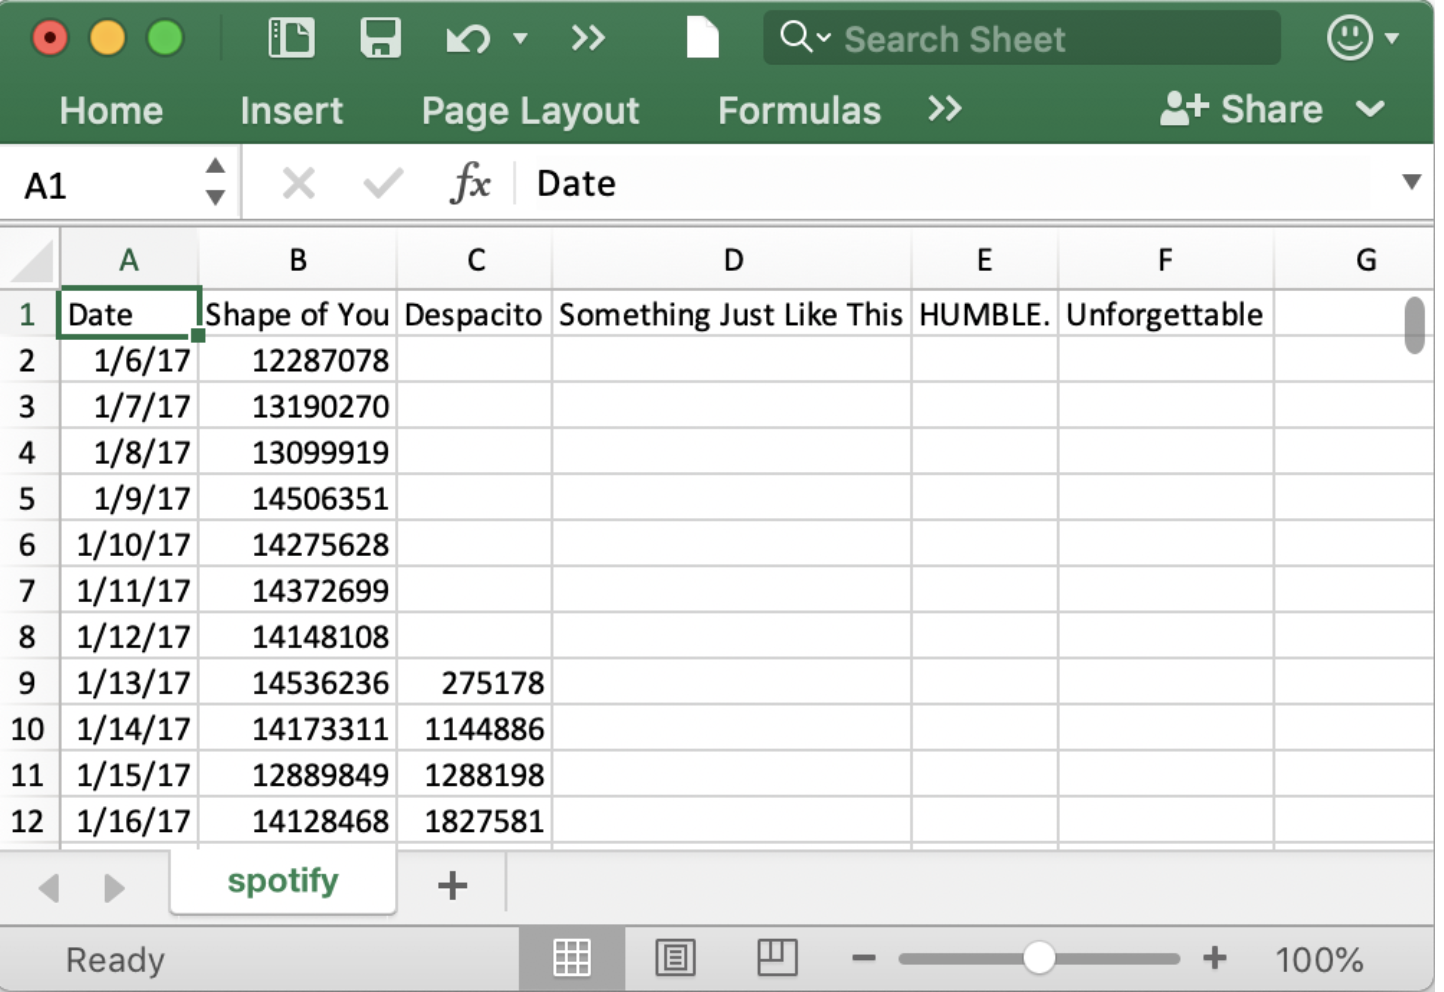 Search Sheet
Home Insert Page Layout Formulas >> Share
A1 fx Date
A B C D E F G
1 Date Shape of You Despacito Something Just Like This HUMBLE. Unforgettable
2 1/6/17 12287078
3 1/7/17 13190270
4 1/8/17 13099919
5 1/9/17 14506351
6 1/10/17 14275628
7 1/11/17 14372699
8 1/12/17 14148108
9 1/13/17 14536236 275178
10 1/14/17 14173311 1144886
11 1/15/17 12889849 1288198
12 1/16/17 14128468 1827581
spotify +
Ready 100%